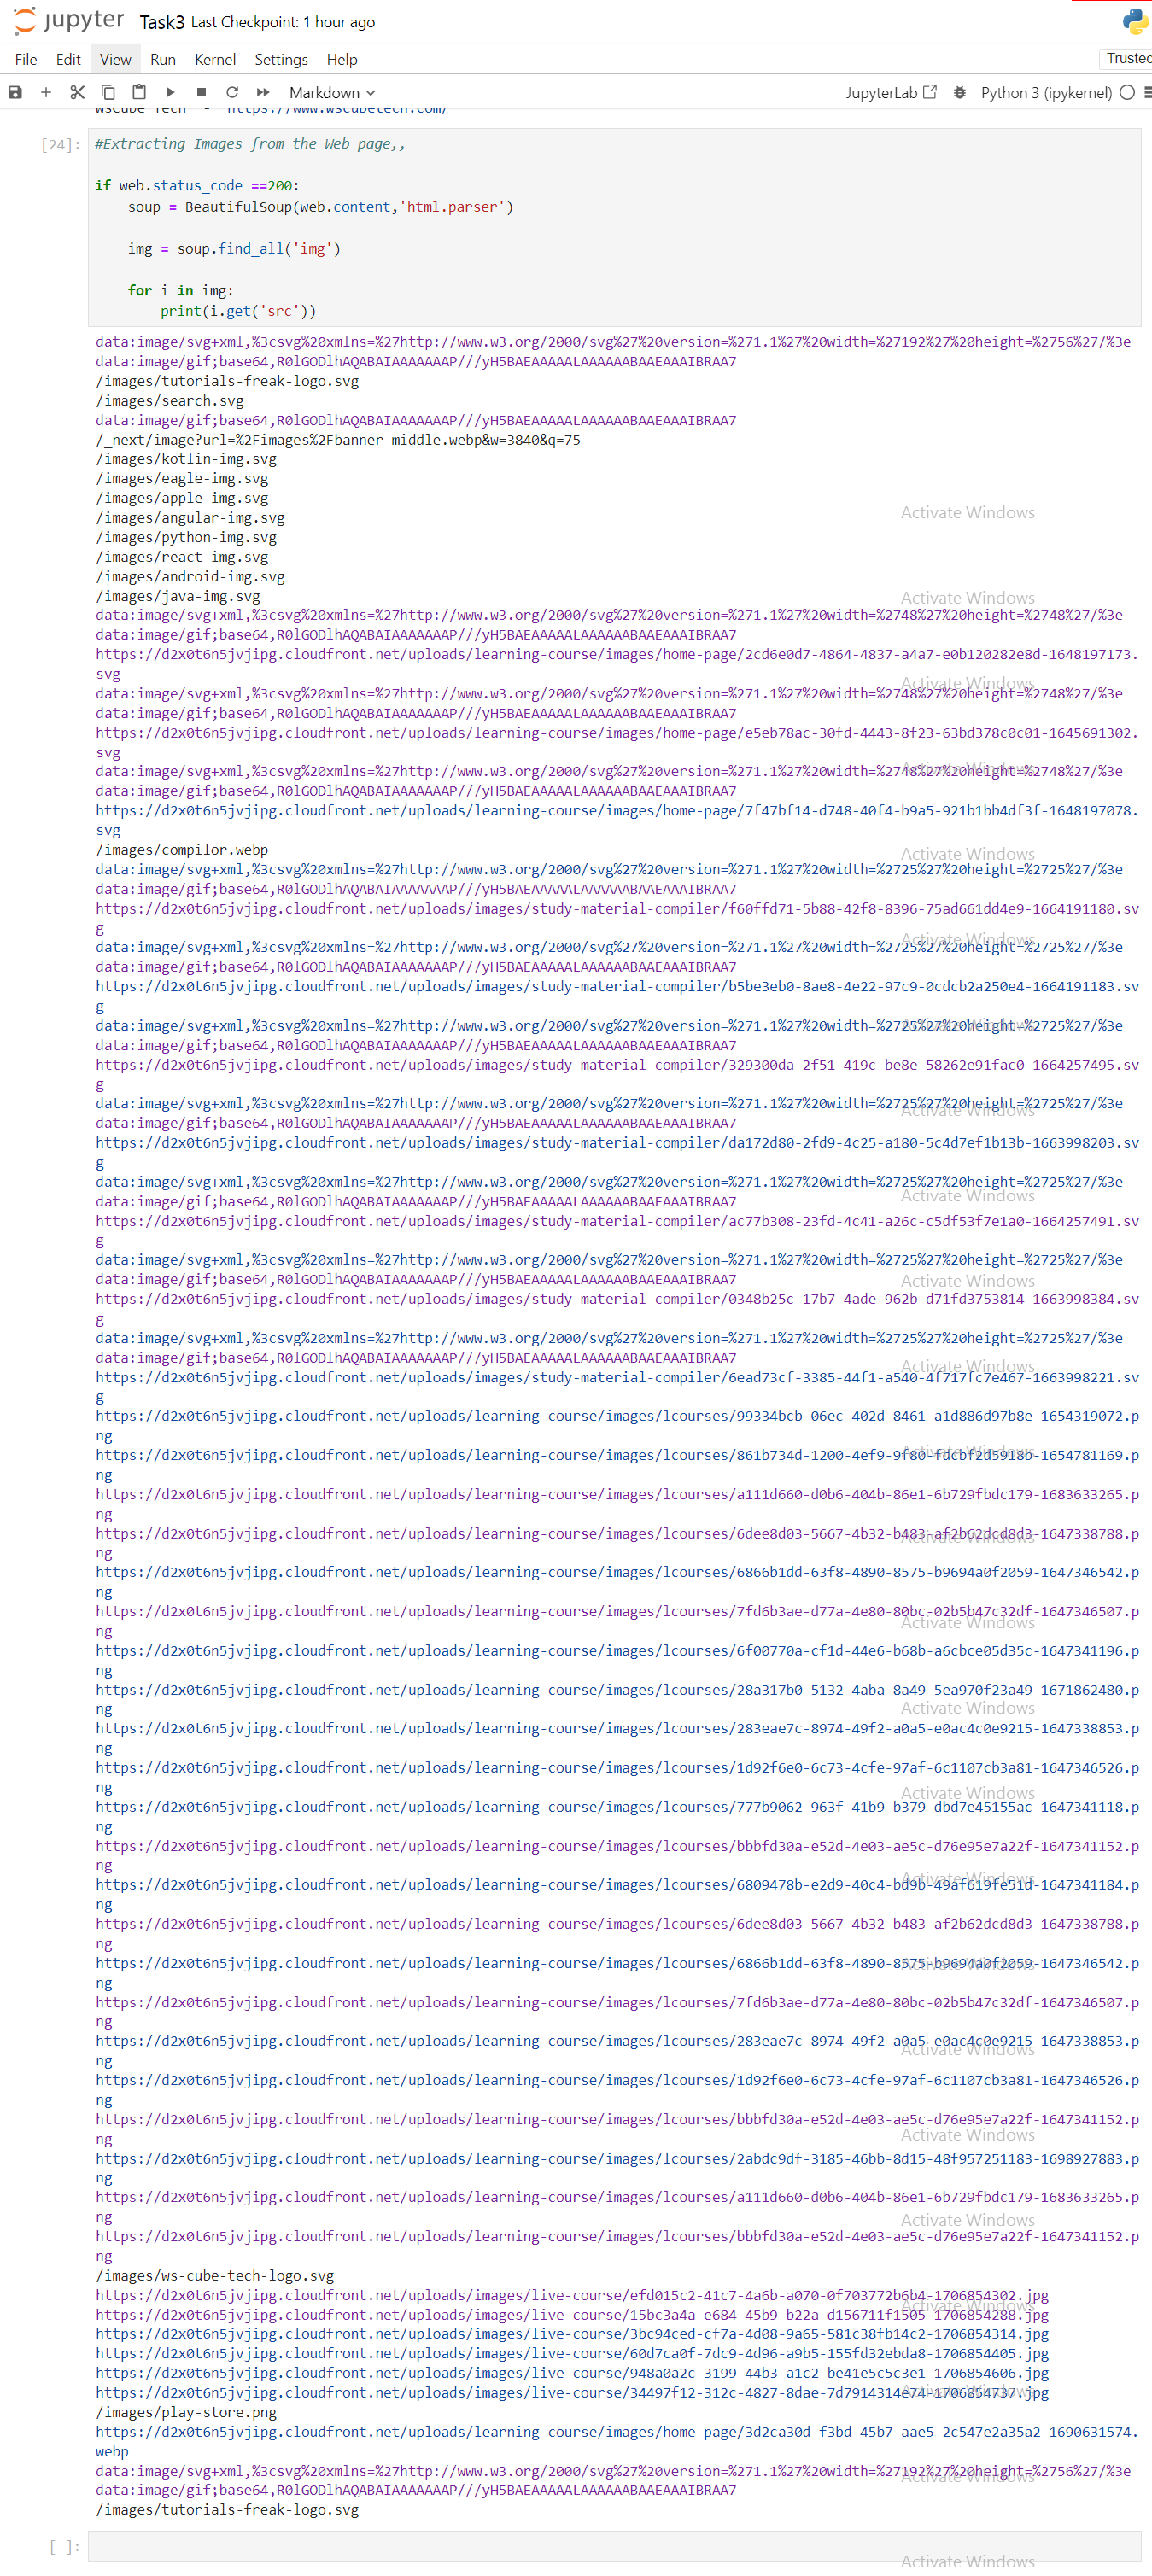 jupyter Task3 Last Checkpoint: 1 hour ago
File Edit View Run Kernel Settings Help
Trusted
Markdown
JupyterLab Python 3 (ipykernel)
wscube Tech - https://www.wscubetech.com/
[24]:
#Extracting Images from the Web page,,
if web.status_code ==200:
soup = BeautifulSoup(web.content,'html.parser')
img = soup.find_all('img')
for i in img:
print(i.get('src'))
data:image/svg+xml,%3csvg%20xmlns=%27http://www.w3.org/2000/svg%27%20version=%271.1%27%20width=%27192%27%20height=%2756%27/%3e
data:image/gif;base64,R0lGODlhAQABAIAAAAAAAP///yH5BAEAAAAALAAAAAABAAEAAAIBRAA7
/images/tutorials-freak-logo.svg
/images/search.svg
data:image/gif;base64,R0lGODlhAQABAIAAAAAAAP///yH5BAEAAAAALAAAAAABAAEAAAIBRAA7
/_next/image?url=%2Fimages%2Fbanner-middle.webp&w=3840&q=75
/images/kotlin-img.svg
/images/eagle-img.svg
/images/apple-img.svg
/images/angular-img.svg
/images/python-img.svg
/images/react-img.svg
/images/android-img.svg
/images/java-img.svg
data:image/svg+xml,%3csvg%20xmlns=%27http://www.w3.org/2000/svg%27%20version=%271.1%27%20width=%2748%27%20height=%2748%27/%3e
data:image/gif;base64,R0lGODlhAQABAIAAAAAAAP///yH5BAEAAAAALAAAAAABAAEAAAIBRAA7
https://d2x0t6n5jvjipg.cloudfront.net/uploads/learning-course/images/home-page/2cd6e0d7-4864-4837-a4a7-e0b120282e8d-1648197173.
svg
data:image/svg+xml,%3csvg%20xmlns=%27http://www.w3.org/2000/svg%27%20version=%271.1%27%20width=%2748%27%20height=%2748%27/%3e
data:image/gif;base64,R0lGODlhAQABAIAAAAAAAP///yH5BAEAAAAALAAAAAABAAEAAAIBRAA7
https://d2x0t6n5jvjipg.cloudfront.net/uploads/learning-course/images/home-page/e5eb78ac-30fd-4443-8f23-63bd378c0c01-1645691302.
svg
data:image/svg+xml,%3csvg%20xmlns=%27http://www.w3.org/2000/svg%27%20version=%271.1%27%20width=%2748%27%20height=%2748%27/%3e
data:image/gif;base64,R0lGODlhAQABAIAAAAAAAP///yH5BAEAAAAALAAAAAABAAEAAAIBRAA7
https://d2x0t6n5jvjipg.cloudfront.net/uploads/learning-course/images/home-page/7f47bf14-d748-40f4-b9a5-921b1bb4df3f-1648197078.
svg
/images/compilor.webp
data:image/svg+xml,%3csvg%20xmlns=%27http://www.w3.org/2000/svg%27%20version=%271.1%27%20width=%2725%27%20height=%2725%27/%3e
data:image/gif;base64,R0lGODlhAQABAIAAAAAAAP///yH5BAEAAAAALAAAAAABAAEAAAIBRAA7
https://d2x0t6n5jvjipg.cloudfront.net/uploads/images/study-material-compiler/f60ffd71-5b88-42f8-8396-75ad661dd4e9-1664191180.sv
g
data:image/svg+xml,%3csvg%20xmlns=%27http://www.w3.org/2000/svg%27%20version=%271.1%27%20width=%2725%27%20height=%2725%27/%3e
data:image/gif;base64,R0lGODlhAQABAIAAAAAAAP///yH5BAEAAAAALAAAAAABAAEAAAIBRAA7
https://d2x0t6n5jvjipg.cloudfront.net/uploads/images/study-material-compiler/b5be3eb0-8ae8-4e22-97c9-0cdcb2a250e4-1664191183.sv
g
data:image/svg+xml,%3csvg%20xmlns=%27http://www.w3.org/2000/svg%27%20version=%271.1%27%20width=%2725%27%20height=%2725%27/%3e
data:image/gif;base64,R0lGODlhAQABAIAAAAAAAP///yH5BAEAAAAALAAAAAABAAEAAAIBRAA7
https://d2x0t6n5jvjipg.cloudfront.net/uploads/images/study-material-compiler/329300da-2f51-419c-be8e-58262e91fac0-1664257495.sv
g
data:image/svg+xml,%3csvg%20xmlns=%27http://www.w3.org/2000/svg%27%20version=%271.1%27%20width=%2725%27%20height=%2725%27/%3e
data:image/gif;base64,R0lGODlhAQABAIAAAAAAAP///yH5BAEAAAAALAAAAAABAAEAAAIBRAA7
https://d2x0t6n5jvjipg.cloudfront.net/uploads/images/study-material-compiler/da172d80-2fd9-4c25-a180-5c4d7ef1b13b-1663998203.sv
g
data:image/svg+xml,%3csvg%20xmlns=%27http://www.w3.org/2000/svg%27%20version=%271.1%27%20width=%2725%27%20height=%2725%27/%3e
data:image/gif;base64,R0lGODlhAQABAIAAAAAAAP///yH5BAEAAAAALAAAAAABAAEAAAIBRAA7
https://d2x0t6n5jvjipg.cloudfront.net/uploads/images/study-material-compiler/ac77b308-23fd-4c41-a26c-c5df53f7e1a0-1664257491.sv
g
data:image/svg+xml,%3csvg%20xmlns=%27http://www.w3.org/2000/svg%27%20version=%271.1%27%20width=%2725%27%20height=%2725%27/%3e
data:image/gif;base64,R0lGODlhAQABAIAAAAAAAP///yH5BAEAAAAALAAAAAABAAEAAAIBRAA7
https://d2x0t6n5jvjipg.cloudfront.net/uploads/images/study-material-compiler/0348b25c-17b7-4ade-962b-d71fd3753814-1663998384.sv
g
data:image/svg+xml,%3csvg%20xmlns=%27http://www.w3.org/2000/svg%27%20version=%271.1%27%20width=%2725%27%20height=%2725%27/%3e
data:image/gif;base64,R0lGODlhAQABAIAAAAAAAP///yH5BAEAAAAALAAAAAABAAEAAAIBRAA7
https://d2x0t6n5jvjipg.cloudfront.net/uploads/images/study-material-compiler/6ead73cf-3385-44f1-a540-4f717fc7e467-1663998221.sv
g
https://d2x0t6n5jvjipg.cloudfront.net/uploads/learning-course/images/lcourses/99334bcb-06ec-402d-8461-a1d886d97b8e-1654319072.p
ng
https://d2x0t6n5jvjipg.cloudfront.net/uploads/learning-course/images/lcourses/861b734d-1200-4ef9-9f80-fdcbf2d5918b-1654781169.p
ng
https://d2x0t6n5jvjipg.cloudfront.net/uploads/learning-course/images/lcourses/a111d660-d0b6-404b-86e1-6b729fbdc179-1683633265.p
ng
https://d2x0t6n5jvjipg.cloudfront.net/uploads/learning-course/images/lcourses/6dee8d03-5667-4b32-b483-af2b62dcd8d3-1647338788.p
ng
https://d2x0t6n5jvjipg.cloudfront.net/uploads/learning-course/images/lcourses/6866b1dd-63f8-4890-8575-b9694a0f2059-1647346542.p
ng
https://d2x0t6n5jvjipg.cloudfront.net/uploads/learning-course/images/lcourses/7fd6b3ae-d77a-4e80-80bc-02b5b47c32df-1647346507.p
ng
https://d2x0t6n5jvjipg.cloudfront.net/uploads/learning-course/images/lcourses/6f00770a-cf1d-44e6-b68b-a6cbce05d35c-1647341196.p
ng
https://d2x0t6n5jvjipg.cloudfront.net/uploads/learning-course/images/lcourses/28a317b0-5132-4aba-8a49-5ea970f23a49-1671862480.p
ng
https://d2x0t6n5jvjipg.cloudfront.net/uploads/learning-course/images/lcourses/283eae7c-8974-49f2-a0a5-e0ac4c0e9215-1647338853.p
ng
https://d2x0t6n5jvjipg.cloudfront.net/uploads/learning-course/images/lcourses/1d92f6e0-6c73-4cfe-97af-6c1107cb3a81-1647346526.p
ng
https://d2x0t6n5jvjipg.cloudfront.net/uploads/learning-course/images/lcourses/777b9062-963f-41b9-b379-dbd7e45155ac-1647341118.p
ng
https://d2x0t6n5jvjipg.cloudfront.net/uploads/learning-course/images/lcourses/bbbfd30a-e52d-4e03-ae5c-d76e95e7a22f-1647341152.p
ng
https://d2x0t6n5jvjipg.cloudfront.net/uploads/learning-course/images/lcourses/6809478b-e2d9-40c4-bd9b-49af619fe51d-1647341184.p
ng
https://d2x0t6n5jvjipg.cloudfront.net/uploads/learning-course/images/lcourses/6dee8d03-5667-4b32-b483-af2b62dcd8d3-1647338788.p
ng
https://d2x0t6n5jvjipg.cloudfront.net/uploads/learning-course/images/lcourses/6866b1dd-63f8-4890-8575-b9694a0f2059-1647346542.p
ng
https://d2x0t6n5jvjipg.cloudfront.net/uploads/learning-course/images/lcourses/7fd6b3ae-d77a-4e80-80bc-02b5b47c32df-1647346507.p
ng
https://d2x0t6n5jvjipg.cloudfront.net/uploads/learning-course/images/lcourses/283eae7c-8974-49f2-a0a5-e0ac4c0e9215-1647338853.p
ng
https://d2x0t6n5jvjipg.cloudfront.net/uploads/learning-course/images/lcourses/1d92f6e0-6c73-4cfe-97af-6c1107cb3a81-1647346526.p
ng
https://d2x0t6n5jvjipg.cloudfront.net/uploads/learning-course/images/lcourses/bbbfd30a-e52d-4e03-ae5c-d76e95e7a22f-1647341152.p
ng
https://d2x0t6n5jvjipg.cloudfront.net/uploads/learning-course/images/lcourses/2abdc9df-3185-46bb-8d15-48f957251183-1698927883.p
ng
https://d2x0t6n5jvjipg.cloudfront.net/uploads/learning-course/images/lcourses/a111d660-d0b6-404b-86e1-6b729fbdc179-1683633265.p
ng
https://d2x0t6n5jvjipg.cloudfront.net/uploads/learning-course/images/lcourses/bbbfd30a-e52d-4e03-ae5c-d76e95e7a22f-1647341152.p
ng
/images/ws-cube-tech-logo.svg
https://d2x0t6n5jvjipg.cloudfront.net/uploads/images/live-course/efd015c2-41c7-4a6b-a070-0f703772b6b4-1706854302.jpg
https://d2x0t6n5jvjipg.cloudfront.net/uploads/images/live-course/15bc3a4a-e684-45b9-b22a-d156711f1505-1706854288.jpg
https://d2x0t6n5jvjipg.cloudfront.net/uploads/images/live-course/3bc94ced-cf7a-4d08-9a65-581c38fb14c2-1706854314.jpg
https://d2x0t6n5jvjipg.cloudfront.net/uploads/images/live-course/60d7ca0f-7dc9-4d96-a9b5-155fd32ebda8-1706854405.jpg
https://d2x0t6n5jvjipg.cloudfront.net/uploads/images/live-course/948a0a2c-3199-44b3-a1c2-be41e5c5c3e1-1706854606.jpg
https://d2x0t6n5jvjipg.cloudfront.net/uploads/images/live-course/34497f12-312c-4827-8dae-7d7914314e74-1706854737.jpg
/images/play-store.png
https://d2x0t6n5jvjipg.cloudfront.net/uploads/learning-course/images/home-page/3d2ca30d-f3bd-45b7-aae5-2c547e2a35a2-1690631574.
webp
data:image/svg+xml,%3csvg%20xmlns=%27http://www.w3.org/2000/svg%27%20version=%271.1%27%20width=%27192%27%20height=%2756%27/%3e
data:image/gif;base64,R0lGODlhAQABAIAAAAAAAP///yH5BAEAAAAALAAAAAABAAEAAAIBRAA7
/images/tutorials-freak-logo.svg
[ ]:
Activate Windows